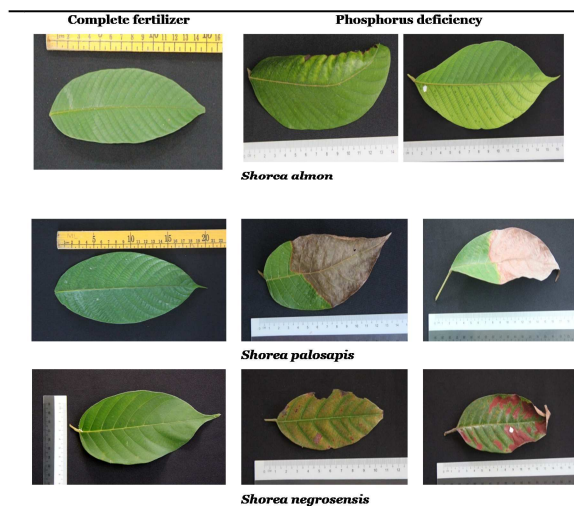 Complete fertilizer
Phosphorus deficiency
Shorea almon
Shorea palosapis
Shorea negrosensis